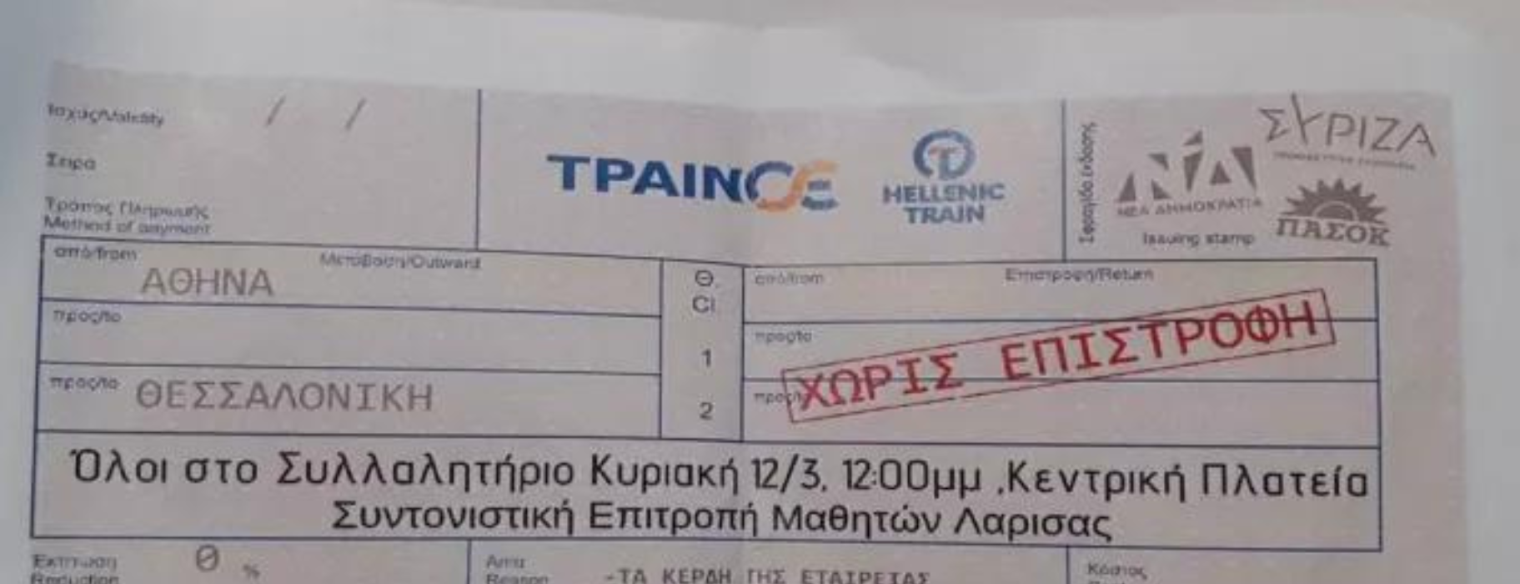 Ισχύς/Validity / /
Σειρά
Τρόπος Πληρωμής
Method of payment
ΤΡΑΙΝΟΣΕ
HELLENIC
TRAIN
Σφραγίδα έκδοσης
ΝΕΑ ΔΗΜΟΚΡΑΤΙΑ
ΣΥΡΙΖΑ
ΠΑΣΟΚ
Issuing stamp
από/from Μετάβαση/Outward
ΑΘΗΝΑ
προς/to
προς/to ΘΕΣΣΑΛΟΝΙΚΗ
Θ.
Cl.
1
2
από/from Επιστροφή/Return
προς/to
προς/
ΧΩΡΙΣ ΕΠΙΣΤΡΟΦΗ
Όλοι στο Συλλαλητήριο Κυριακή 12/3, 12:00μμ ,Κεντρική Πλατεία
Συντονιστική Επιτροπή Μαθητών Λαρισας
Έκπτωση 0 %
Reduction
Αιτία
Reason -ΤΑ ΚΕΡΔΗ ΤΗΣ ΕΤΑΙΡΕΙΑΣ
Κόστος